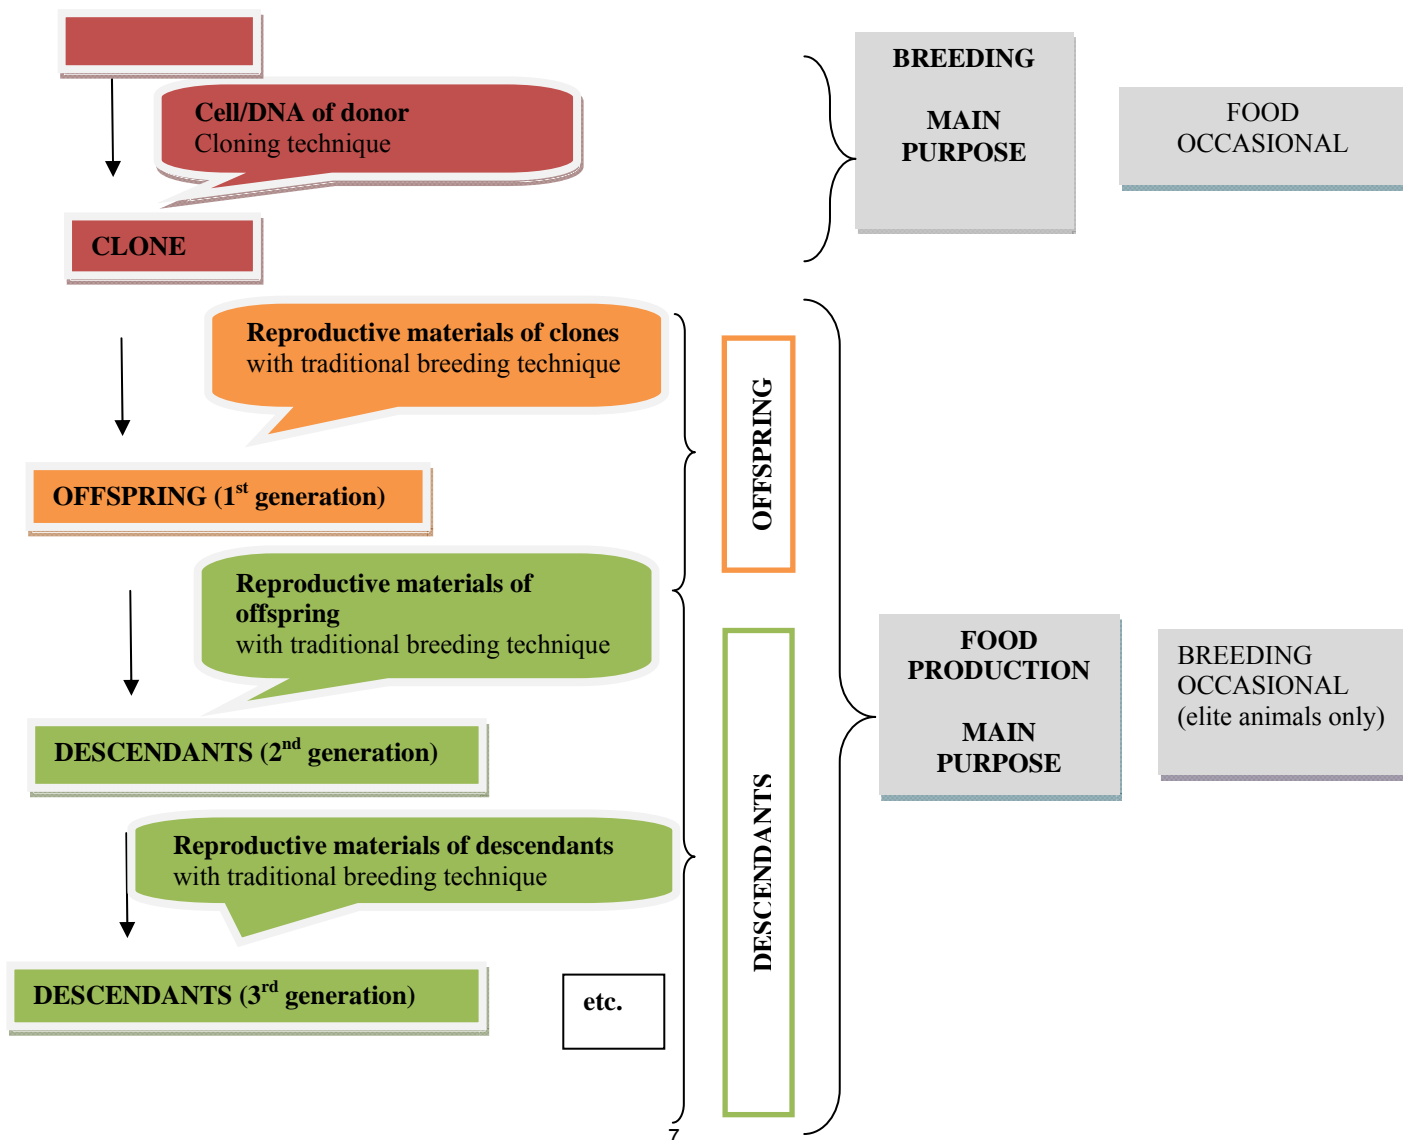 Cell/DNA of donor
Cloning technique
CLONE
BREEDING
MAIN
PURPOSE
FOOD
OCCASIONAL
Reproductive materials of clones
with traditional breeding technique
OFFSPRING (1st generation)
OFFSPRING
Reproductive materials of
offspring
with traditional breeding technique
DESCENDANTS (2nd generation)
Reproductive materials of descendants
with traditional breeding technique
DESCENDANTS (3rd generation)
etc.
DESCENDANTS
FOOD
PRODUCTION
MAIN
PURPOSE
BREEDING
OCCASIONAL
(elite animals only)
7